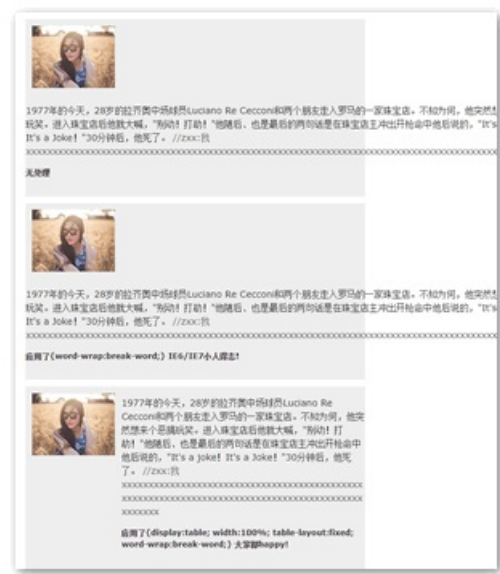 1977年的今天，28岁的拉齐奥中场球员Luciano Re Cecconi和两个朋友走入罗马的一家珠宝店。不知为何，他突然想
玩笑。进入珠宝店后他就大喊，"别动！打劫！"他随后、也是最后的两句话是在珠宝店主冲出开枪命中他后说的，"It's
It's a Joke！"30分钟后，他死了。 //zxx:我
无处理
1977年的今天，28岁的拉齐奥中场球员Luciano Re Cecconi和两个朋友走入罗马的一家珠宝店。不知为何，他突然想
玩笑。进入珠宝店后他就大喊，"别动！打劫！"他随后、也是最后的两句话是在珠宝店主冲出开枪命中他后说的，"It's
It's a Joke！"30分钟后，他死了。 //zxx:我
应用了{word-wrap:break-word;} IE6/IE7小人得志!
1977年的今天，28岁的拉齐奥中场球员Luciano Re
Cecconi和两个朋友走入罗马的一家珠宝店。不知为何，他突
然想来个恶搞玩笑。进入珠宝店后他就大喊，"别动！打
劫！"他随后、也是最后的两句话是在珠宝店主冲出开枪命中
他后说的，"It's a joke！It's a Joke！"30分钟后，他死
了。 //zxx:我
xxxxxxx
应用了{display:table; width:100%; table-layout:fixed;
word-wrap:break-word;} 大家都happy!